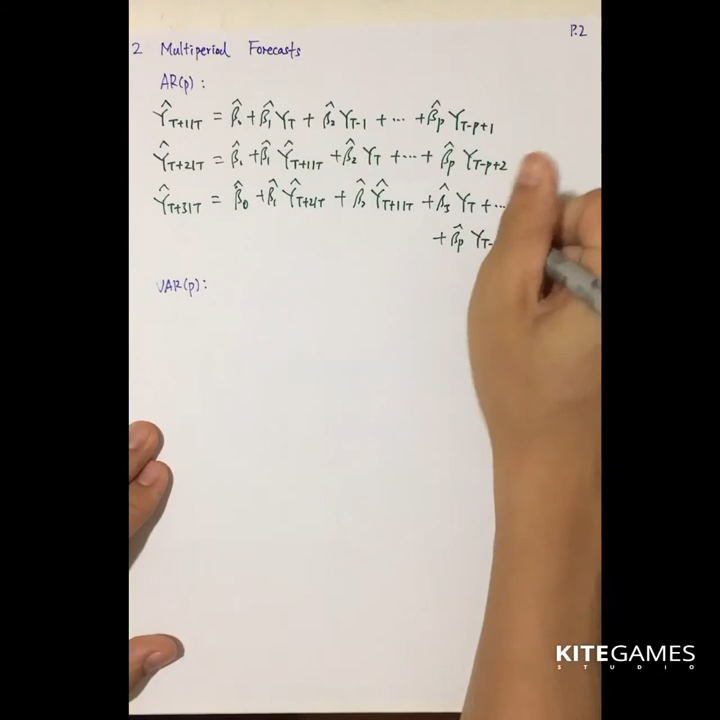 P.2
2 Multiperiod Forecasts
AR(p):
Ŷ_{T+1|T} = β̂₀ + β̂₁ Y_T + β̂₂ Y_{T-1} + ... + β̂_p Y_{T-p+1}
Ŷ_{T+2|T} = β̂₀ + β̂₁ Ŷ_{T+1|T} + β̂₂ Y_T + ... + β̂_p Y_{T-p+2}
Ŷ_{T+3|T} = β̂₀ + β̂₁ Ŷ_{T+2|T} + β̂₂ Ŷ_{T+1|T} + β̂₃ Y_T + ...
+ β̂_p Y_{T-
VAR(p):
KITEGAMES
STUDIO